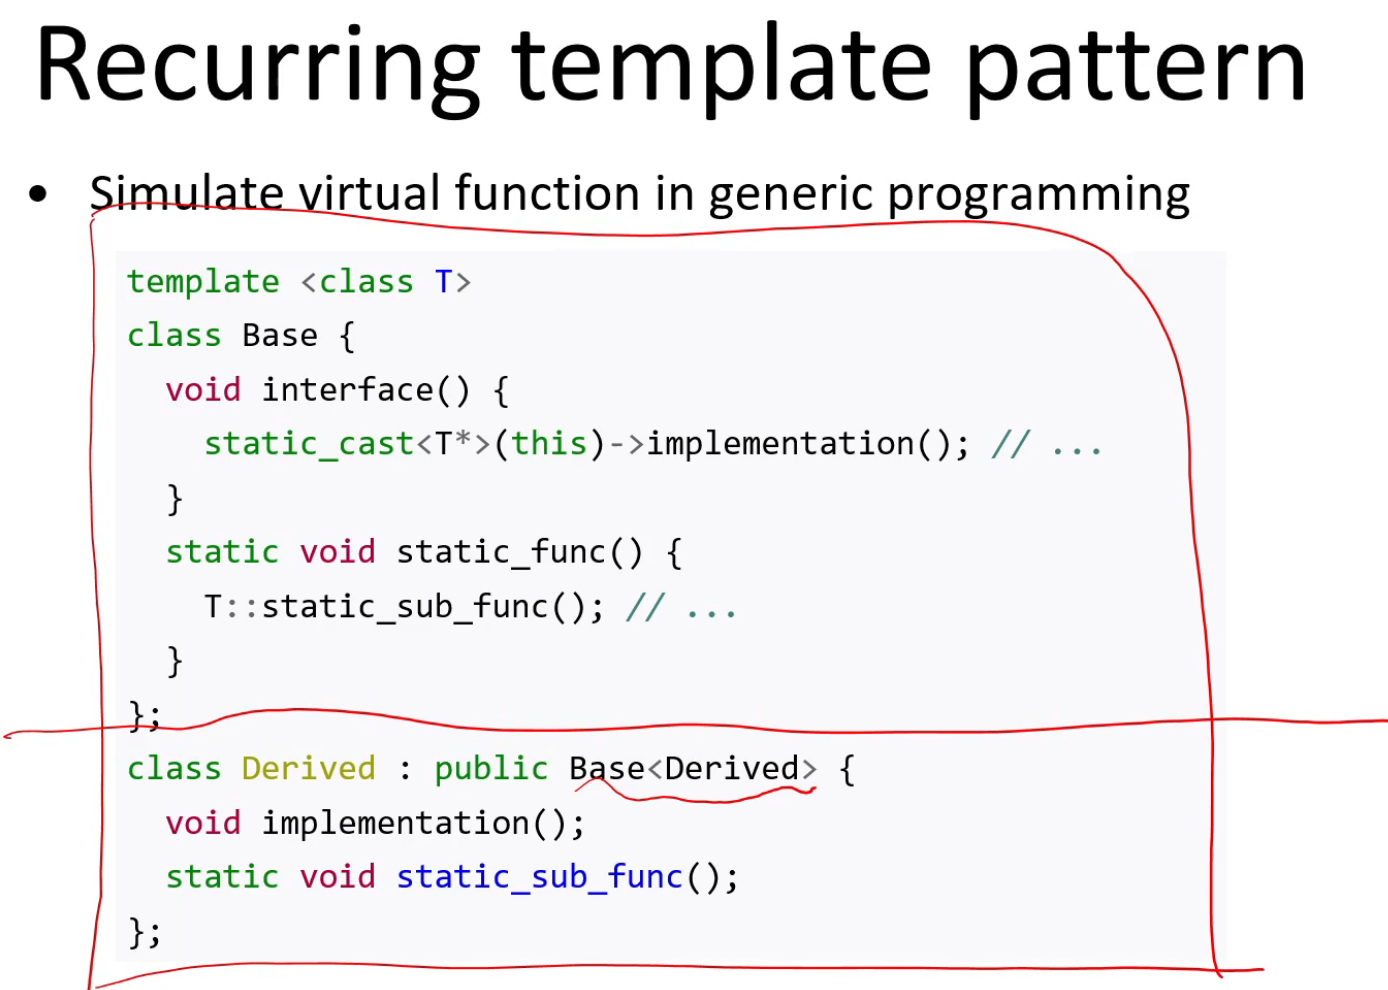 Recurring template pattern
• Simulate virtual function in generic programming
template <class T>
class Base {
  void interface() {
    static_cast<T*>(this)->implementation(); // ...
  }
  static void static_func() {
    T::static_sub_func(); // ...
  }
};
class Derived : public Base<Derived> {
  void implementation();
  static void static_sub_func();
};